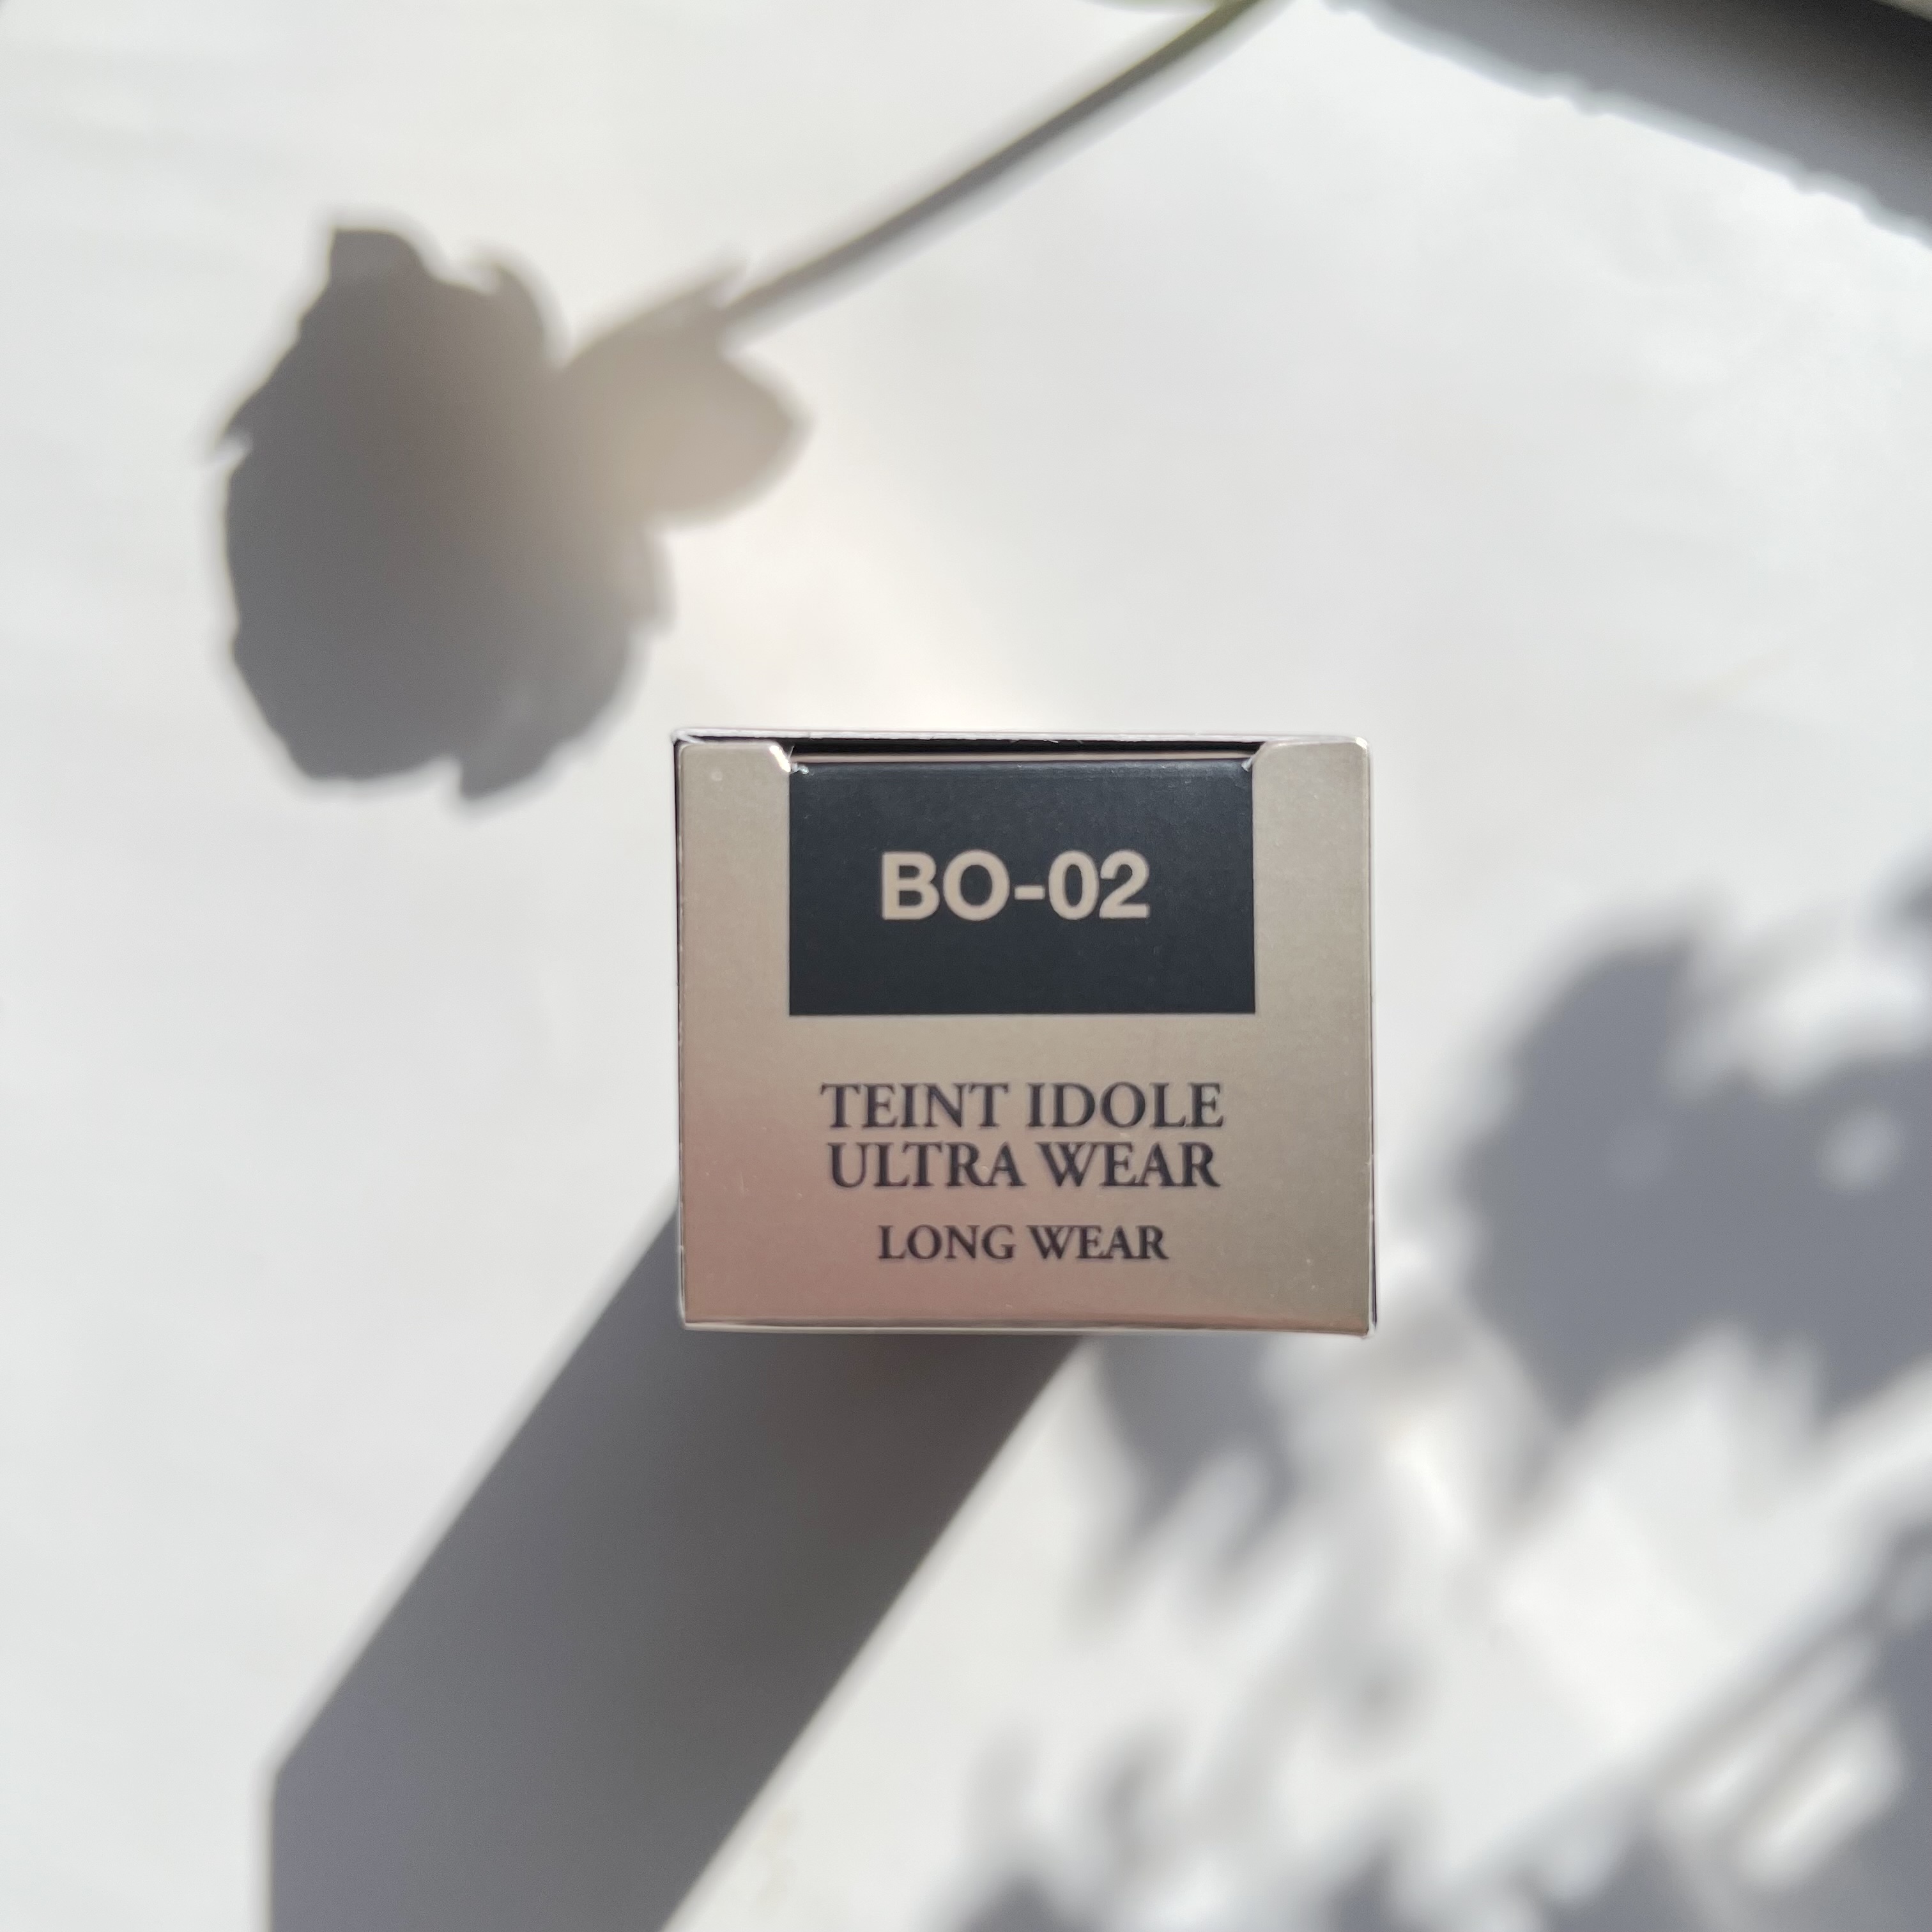 BO-02
TEINT IDOLE
ULTRA WEAR
LONG WEAR